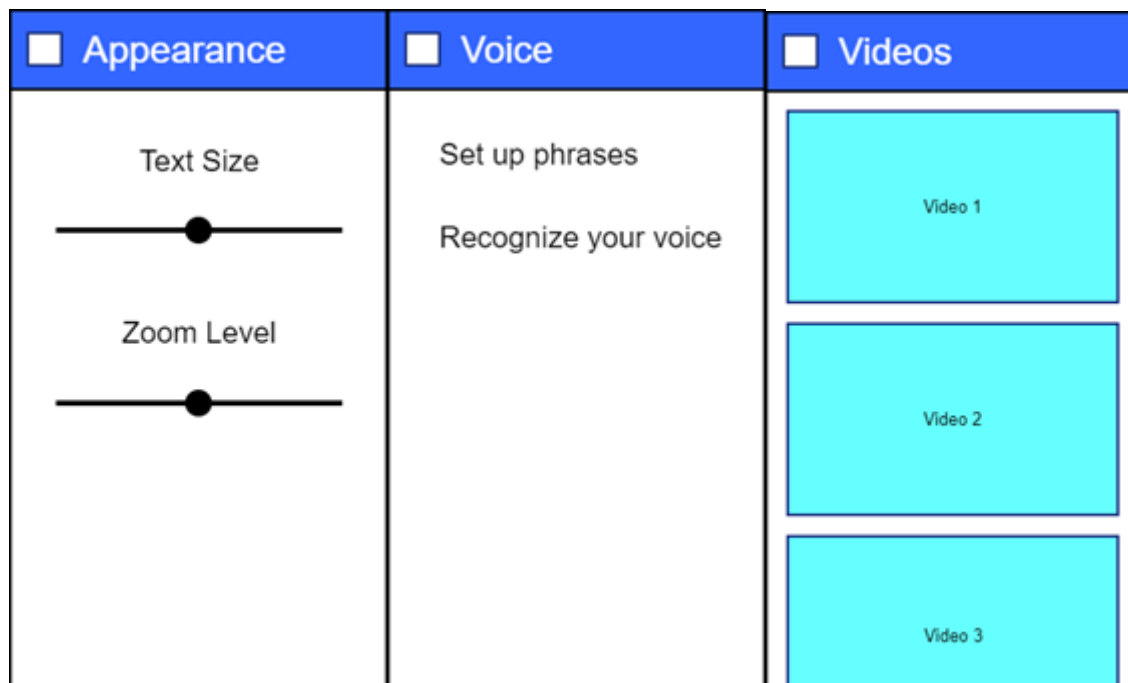 Appearance
Text Size
Zoom Level
Voice
Set up phrases
Recognize your voice
Videos
Video 1
Video 2
Video 3